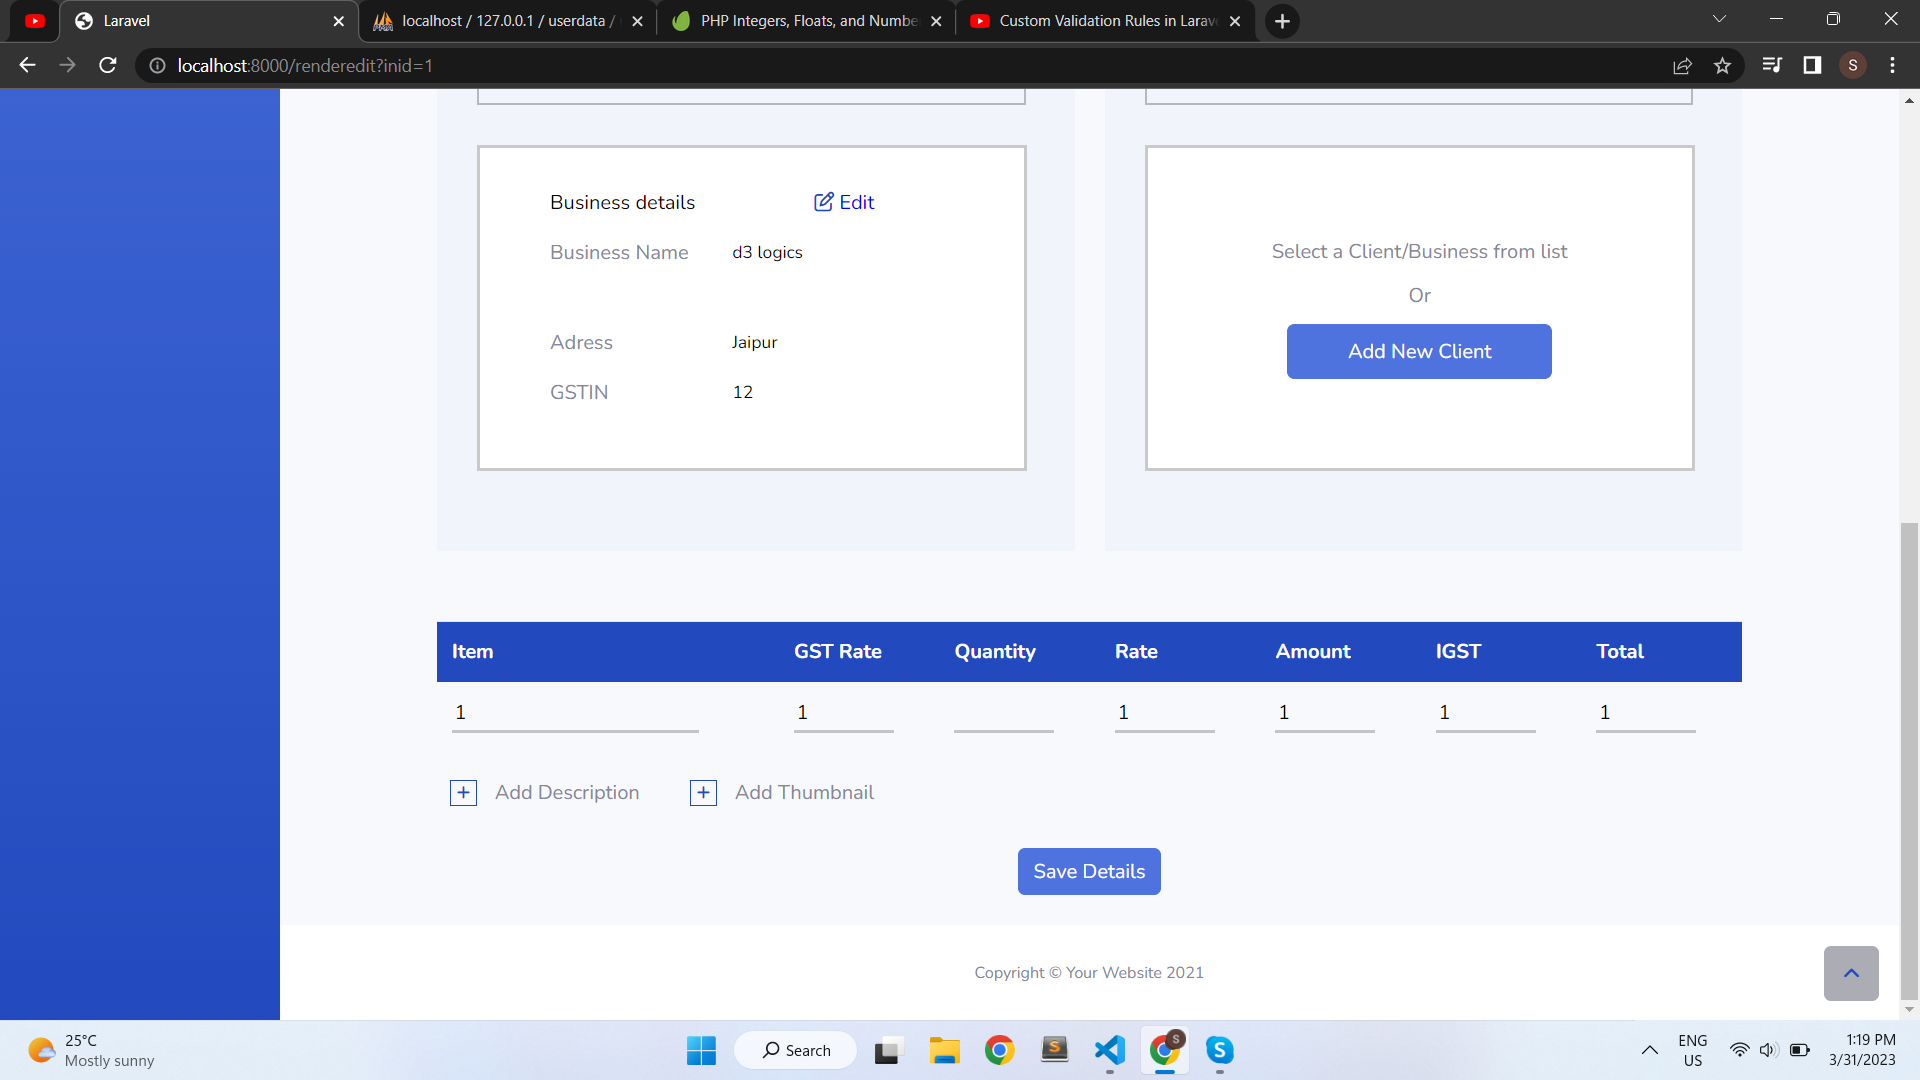 Laravel
localhost / 127.0.0.1 / userdata /
PHP Integers, Floats, and Numbe
Custom Validation Rules in Larav
localhost:8000/renderedit?inid=1
S
Business details
Edit
Business Name
d3 logics
Adress
Jaipur
GSTIN
12
Select a Client/Business from list
Or
Add New Client
Item GST Rate Quantity Rate Amount IGST Total
1 1 1 1 1 1
Add Description
Add Thumbnail
Save Details
Copyright © Your Website 2021
25°C
Mostly sunny
Search
S
S
S
ENG
US
1:19 PM
3/31/2023